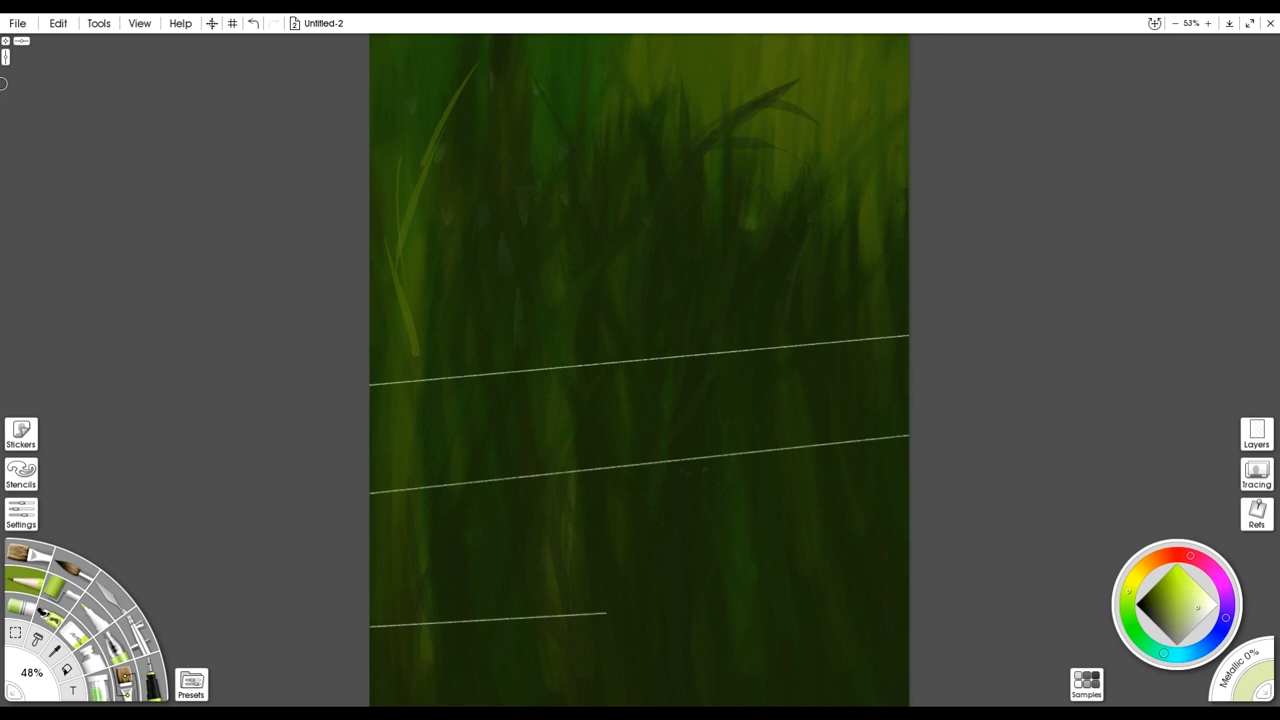 File Edit Tools View Help Untitled-2 53%
Stickers
Stencils
Settings
48%
Presets
Layers
Tracing
Refs
Samples
Metallic 0%